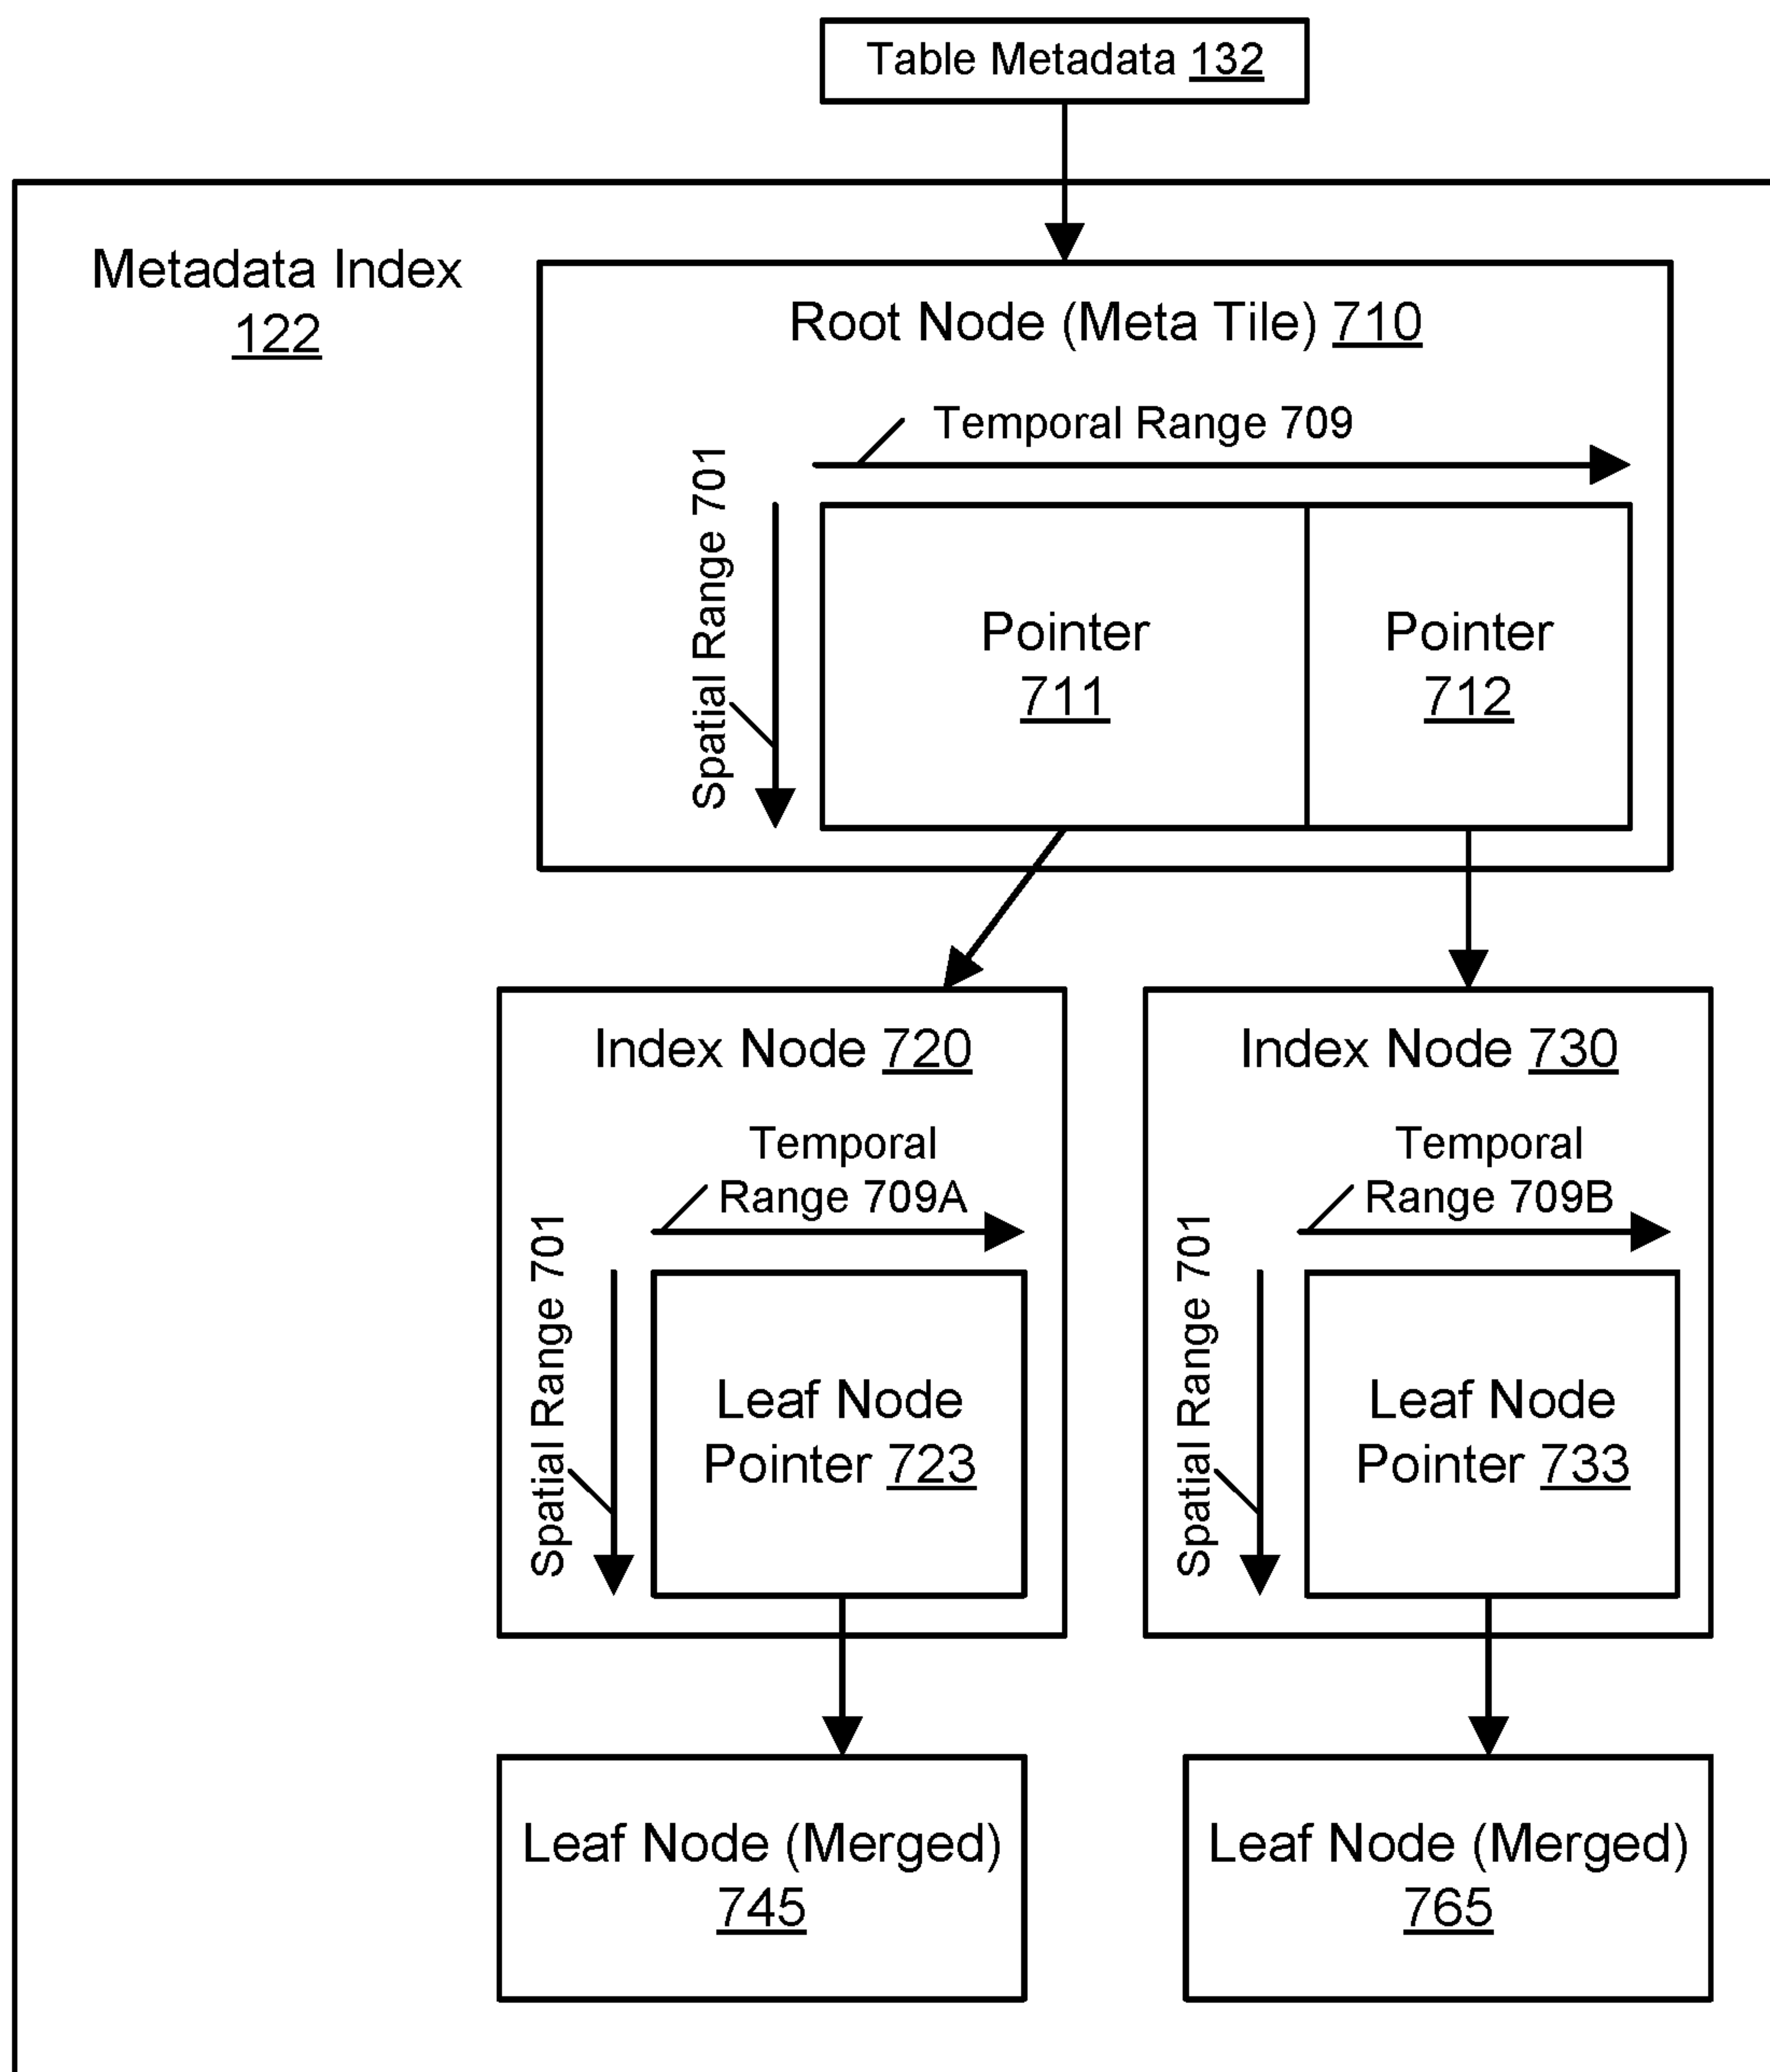 Table Metadata 132
Metadata Index
122
Root Node (Meta Tile) 710
Temporal Range 709
Spatial Range 701
Pointer
711
Pointer
712
Index Node 720
Temporal
Range 709A
Spatial Range 701
Leaf Node
Pointer 723
Index Node 730
Temporal
Range 709B
Spatial Range 701
Leaf Node
Pointer 733
Leaf Node (Merged)
745
Leaf Node (Merged)
765